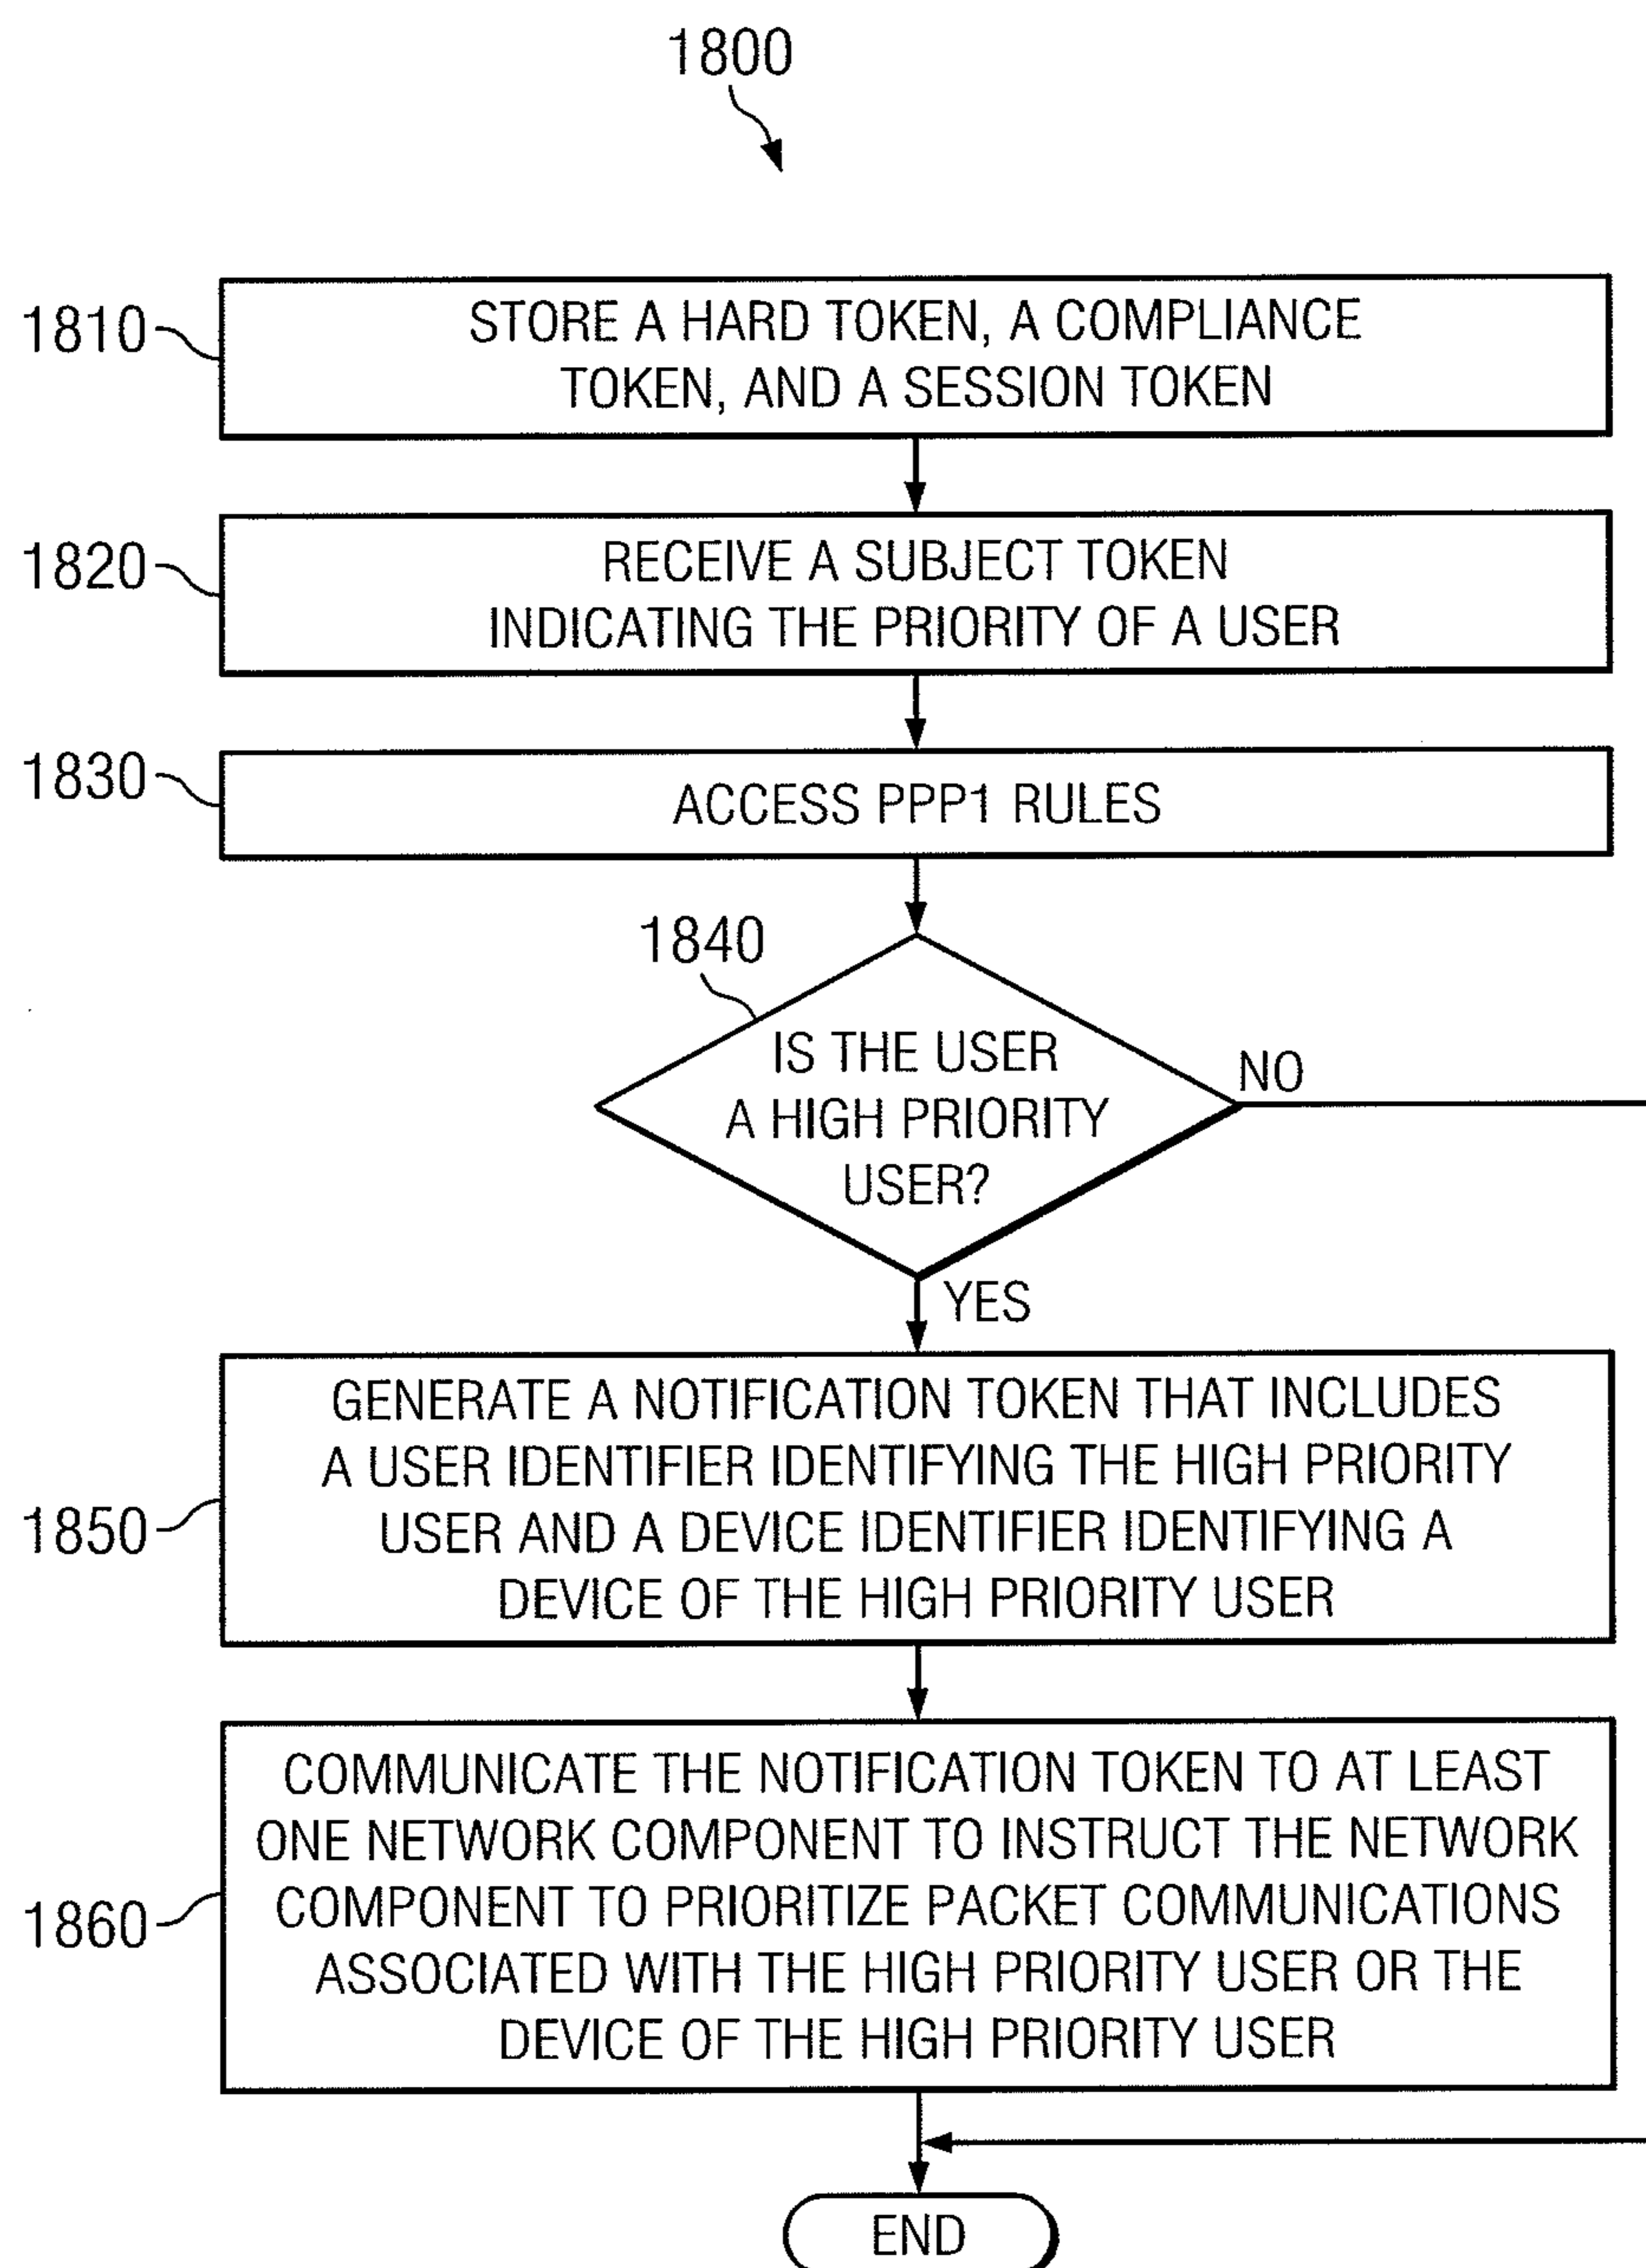 1800
1810
STORE A HARD TOKEN, A COMPLIANCE
TOKEN, AND A SESSION TOKEN
1820
RECEIVE A SUBJECT TOKEN
INDICATING THE PRIORITY OF A USER
1830
ACCESS PPP1 RULES
1840
IS THE USER
A HIGH PRIORITY
USER?
NO
YES
1850
GENERATE A NOTIFICATION TOKEN THAT INCLUDES
A USER IDENTIFIER IDENTIFYING THE HIGH PRIORITY
USER AND A DEVICE IDENTIFIER IDENTIFYING A
DEVICE OF THE HIGH PRIORITY USER
1860
COMMUNICATE THE NOTIFICATION TOKEN TO AT LEAST
ONE NETWORK COMPONENT TO INSTRUCT THE NETWORK
COMPONENT TO PRIORITIZE PACKET COMMUNICATIONS
ASSOCIATED WITH THE HIGH PRIORITY USER OR THE
DEVICE OF THE HIGH PRIORITY USER
END